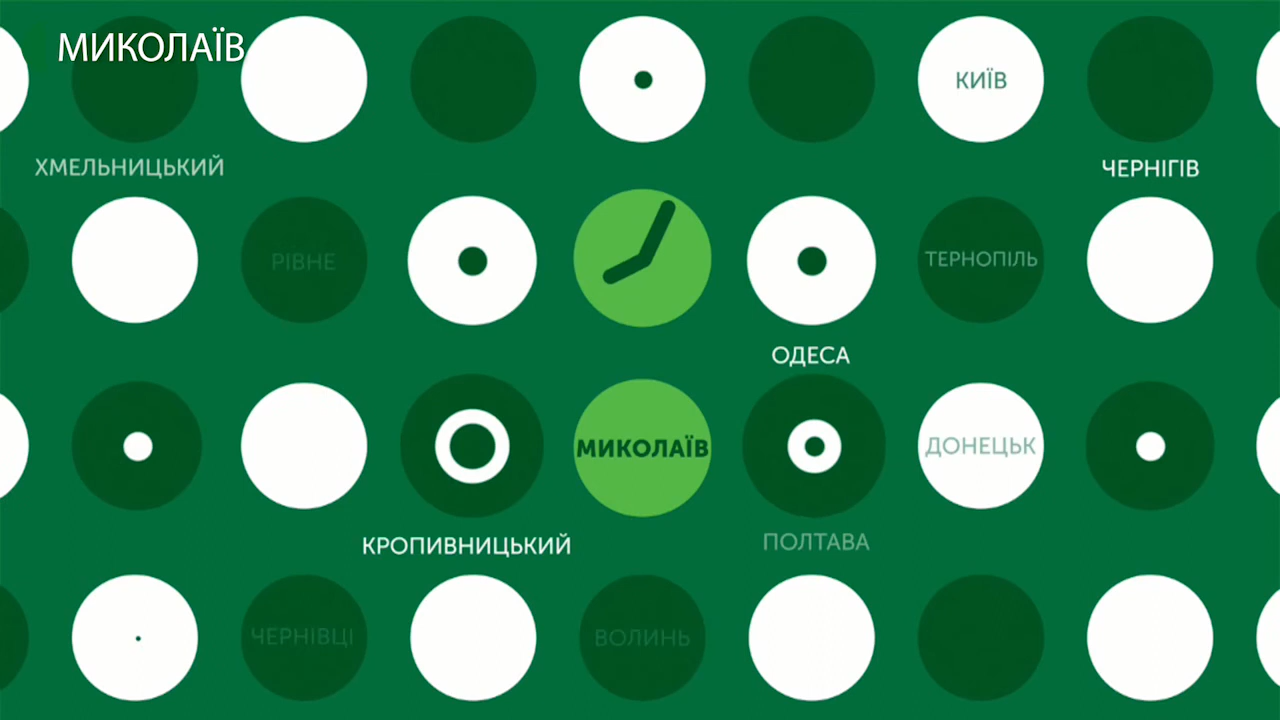 МИКОЛАЇВ
КИЇВ
ХМЕЛЬНИЦЬКИЙ
ЧЕРНІГІВ
РІВНЕ
ТЕРНОПІЛЬ
ОДЕСА
МИКОЛАЇВ
ДОНЕЦЬК
КРОПИВНИЦЬКИЙ
ПОЛТАВА
ЧЕРНІВЦІ
ВОЛИНЬ